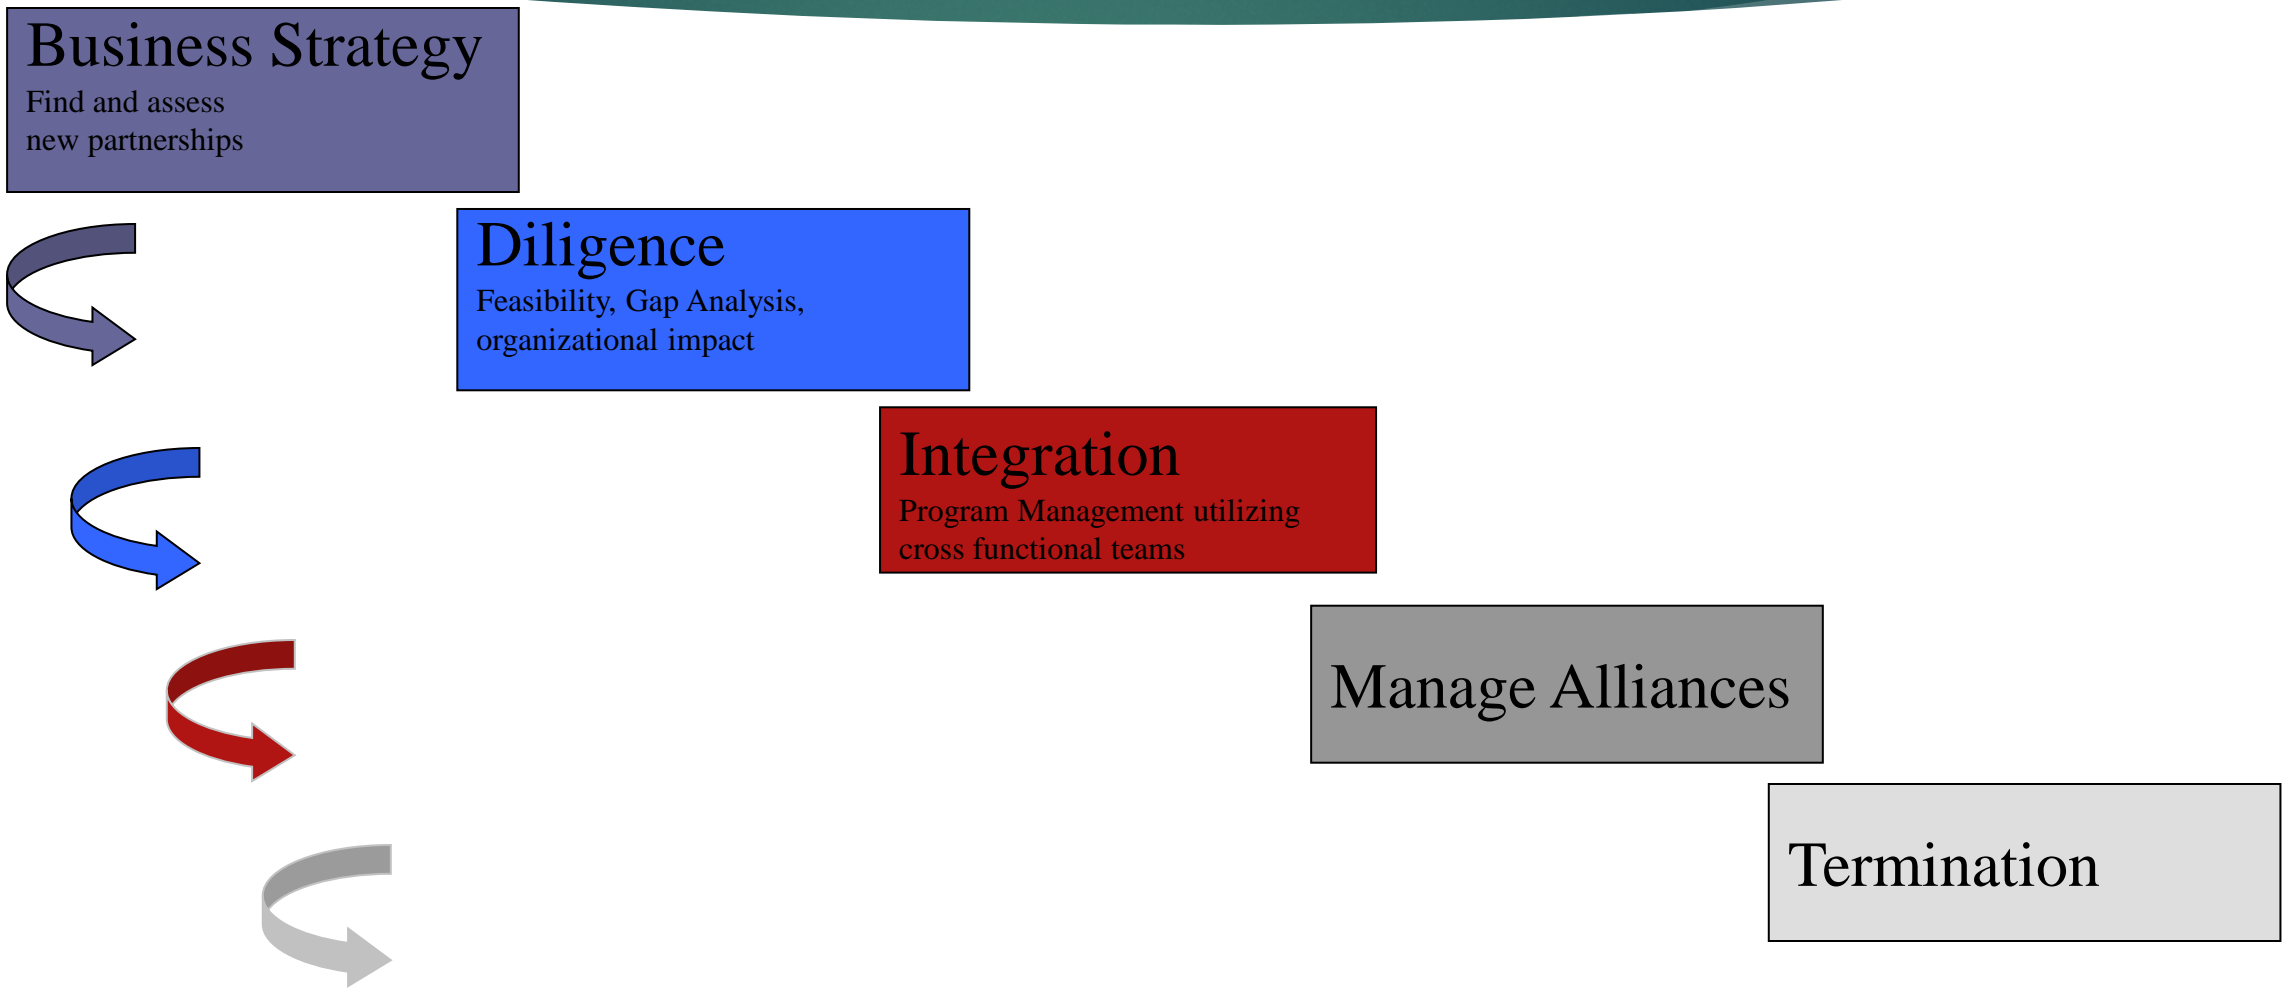 Business Strategy
Find and assess
new partnerships
Diligence
Feasibility, Gap Analysis,
organizational impact
Integration
Program Management utilizing
cross functional teams
Manage Alliances
Termination